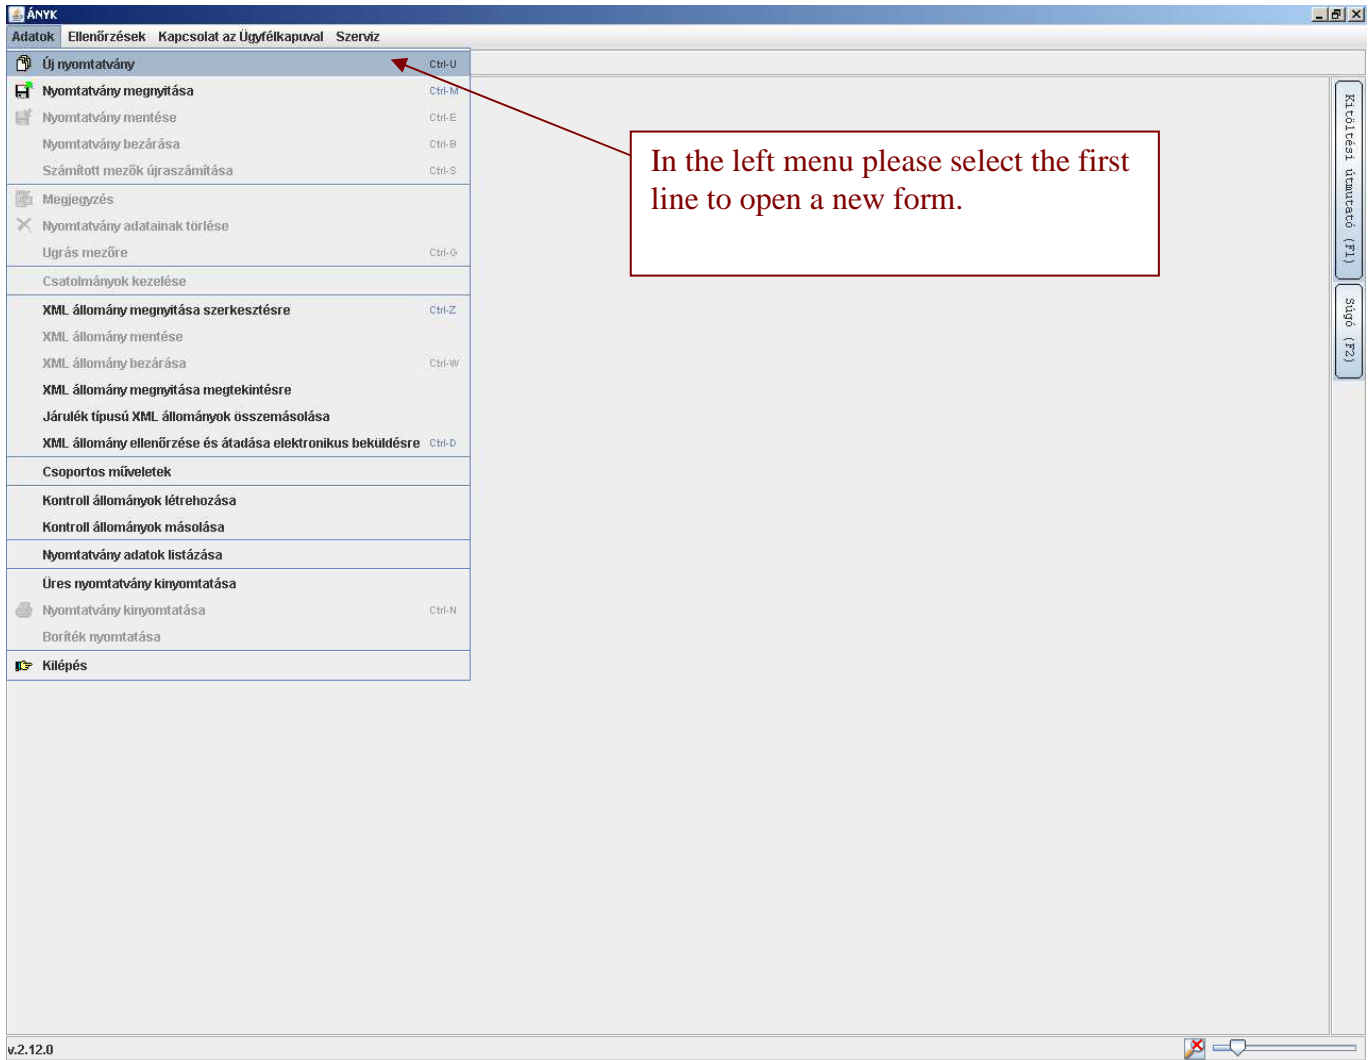 ÁNYK
Adatok Ellenőrzések Kapcsolat az Ügyfélkapuval Szerviz
Új nyomtatvány Ctrl-U
Nyomtatvány megnyitása Ctrl-M
Nyomtatvány mentése Ctrl-E
Nyomtatvány bezárása Ctrl-B
Számított mezők újraszámítása Ctrl-S
Megjegyzés
Nyomtatvány adatainak törlése
Ugrás mezőre Ctrl-G
Csatolmányok kezelése
XML állomány megnyitása szerkesztésre Ctrl-Z
XML állomány mentése
XML állomány bezárása Ctrl-W
XML állomány megnyitása megtekintésre
Járulék típusú XML állományok összemásolása
XML állomány ellenőrzése és átadása elektronikus beküldésre Ctrl-D
Csoportos műveletek
Kontroll állományok létrehozása
Kontroll állományok másolása
Nyomtatvány adatok listázása
Üres nyomtatvány kinyomtatása
Nyomtatvány kinyomtatása Ctrl-N
Boríték nyomtatása
Kilépés
In the left menu please select the first
line to open a new form.
Kitöltési útmutató (F1)
Súgó (F2)
v.2.12.0